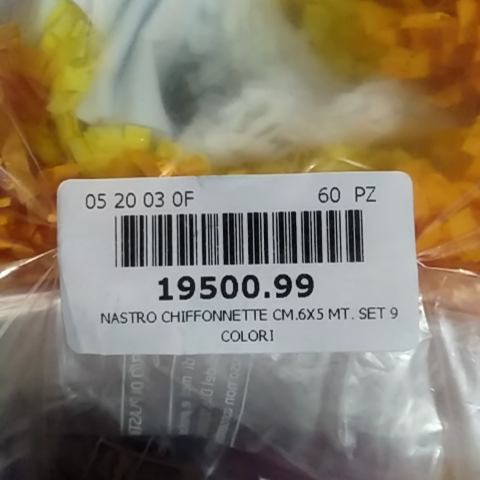 05 20 03 0F 60 PZ
19500.99
NASTRO CHIFFONNETTE CM.6X5 MT. SET 9
COLORI